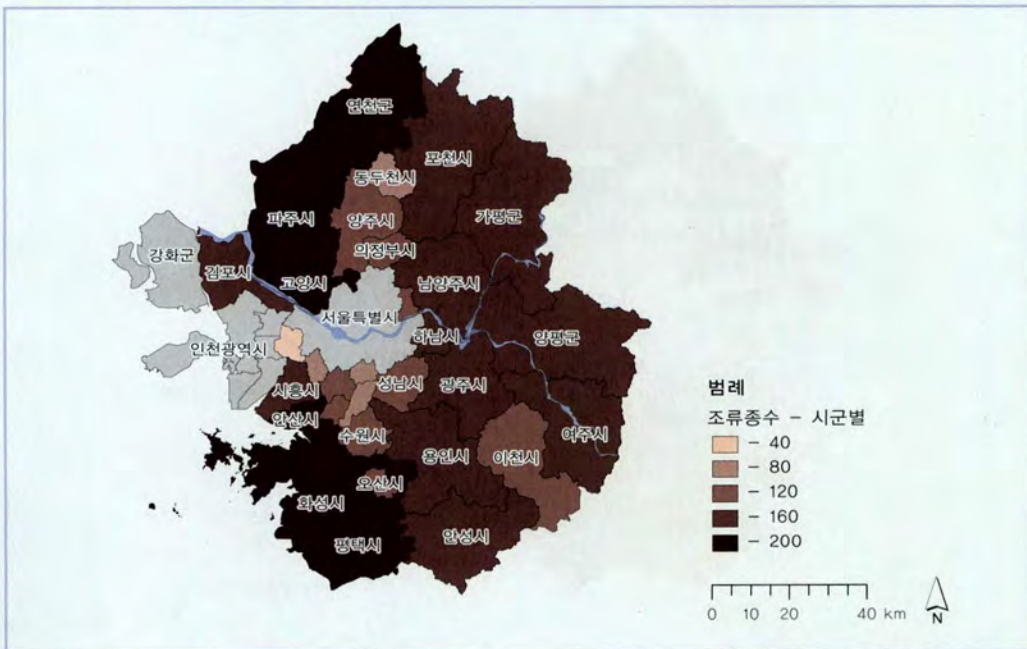 연천군
포천시
동두천시
파주시
양주시
가평군
강화군
의정부시
김포시
고양시
남양주시
서울특별시
인천광역시
하남시
양평군
시흥시
성남시
광주시
안산시
수원시
용인시
이천시
여주시
오산시
화성시
평택시
안성시
범례
조류종수 - 시군별
- 40
- 80
- 120
- 160
- 200
0 10 20 40 km
N